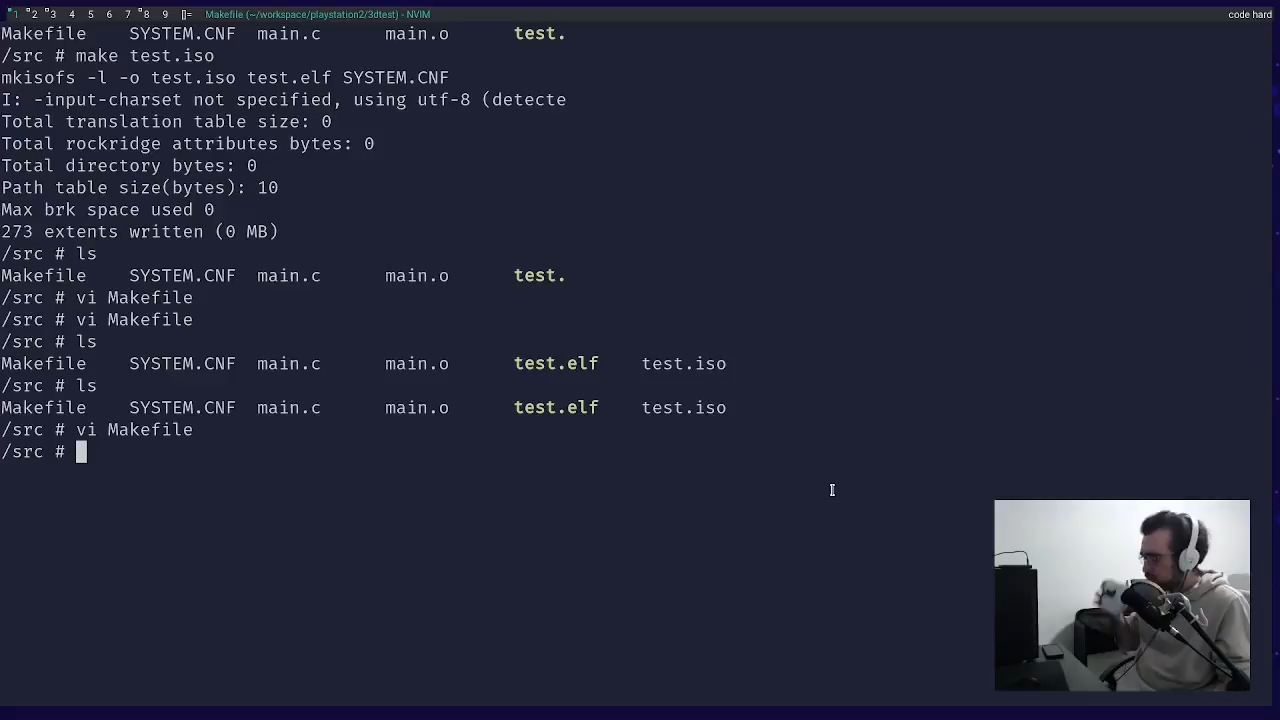 1 2 3 4 5 6 7 8 9 []= Makefile (~/workspace/playstation2/3dtest) - NVIM code hard
Makefile SYSTEM.CNF main.c main.o test.
/src # make test.iso
mkisofs -l -o test.iso test.elf SYSTEM.CNF
I: -input-charset not specified, using utf-8 (detecte
Total translation table size: 0
Total rockridge attributes bytes: 0
Total directory bytes: 0
Path table size(bytes): 10
Max brk space used 0
273 extents written (0 MB)
/src # ls
Makefile SYSTEM.CNF main.c main.o test.
/src # vi Makefile
/src # vi Makefile
/src # ls
Makefile SYSTEM.CNF main.c main.o test.elf test.iso
/src # ls
Makefile SYSTEM.CNF main.c main.o test.elf test.iso
/src # vi Makefile
/src #